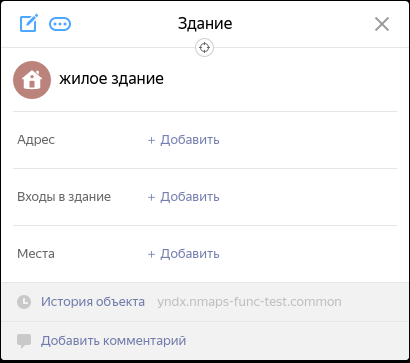 Здание
жилое здание
Адрес + Добавить
Входы в здание + Добавить
Места + Добавить
История объекта yndx.nmaps-func-test.common
Добавить комментарий